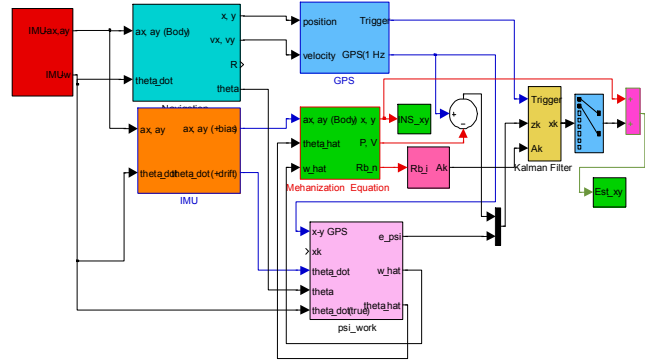 IMUax,ay
IMUw
x, y
ax, ay (Body)
vx, vy
R
theta_dot
theta
position
Trigger
velocity
GPS(1 Hz
GPS
ax, ay
ax, ay (+bias)
theta_dot
theta_dot(+drift)
IMU
ax, ay (Body)
x, y
theta_hat
P, V
w_hat
Rb_n
Mehanization Equation
INS_xy
+
−
Rb_i
Ak
Trigger
zk
xk
Ak
Kalman Filter
Est_xy
x-y GPS
e_psi
xk
theta_dot
w_hat
theta
theta_hat
theta_dot(true)
psi_work